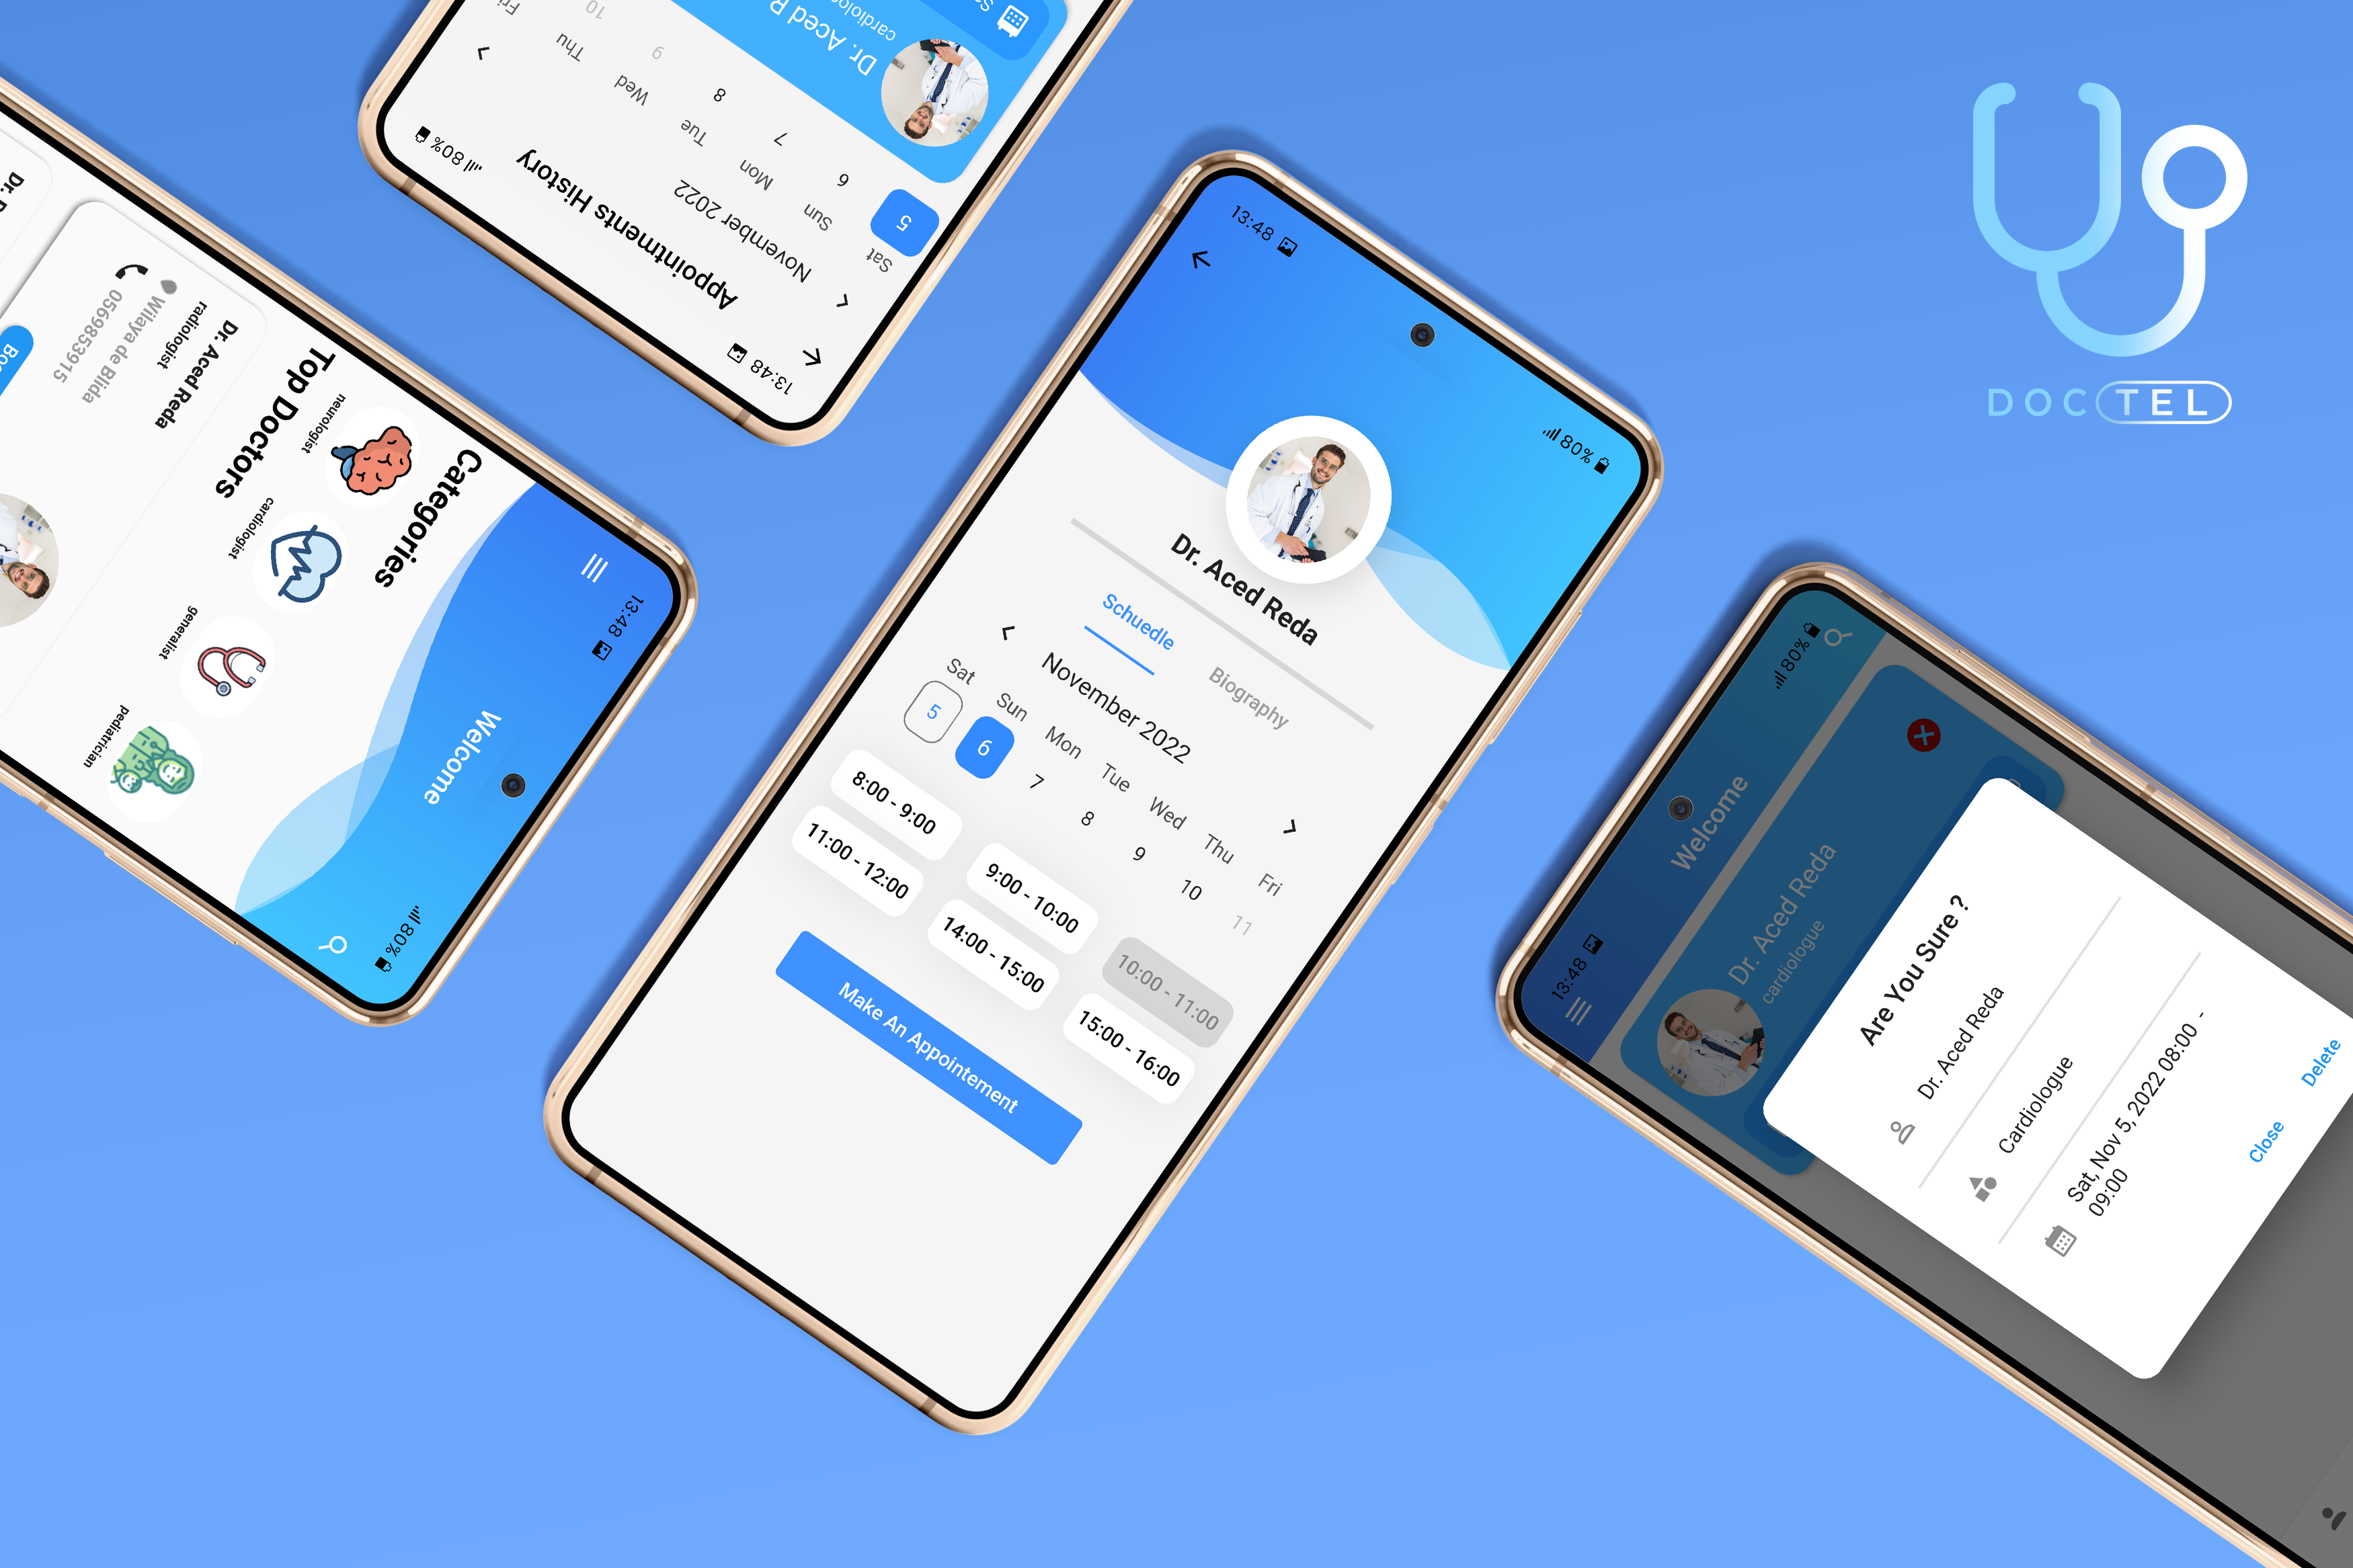 DOCTEL
13:48
80%
Dr. Aced Reda
Schuedle
Biography
November 2022
Sat Sun Mon Tue Wed Thu Fri
5 6 7 8 9 10 11
8:00 - 9:00
9:00 - 10:00
10:00 - 11:00
11:00 - 12:00
14:00 - 15:00
15:00 - 16:00
Make An Appointement
13:48
80%
Appointments History
November 2022
Sat Sun Mon Tue Wed Thu Fri
5 6 7 8 9 10
Dr. Aced
13:48
80%
Welcome
Categories
neurologist
cardiologist
generalist
pediatrician
Top Doctors
Dr. Aced Reda
radiologist
Wilaya de Blida
0569853915
13:48
80%
Welcome
Dr. Aced Reda
cardiologue
Are You Sure ?
Dr. Aced Reda
Cardiologue
Sat, Nov 5, 2022 08:00 -
09:00
Close
Delete